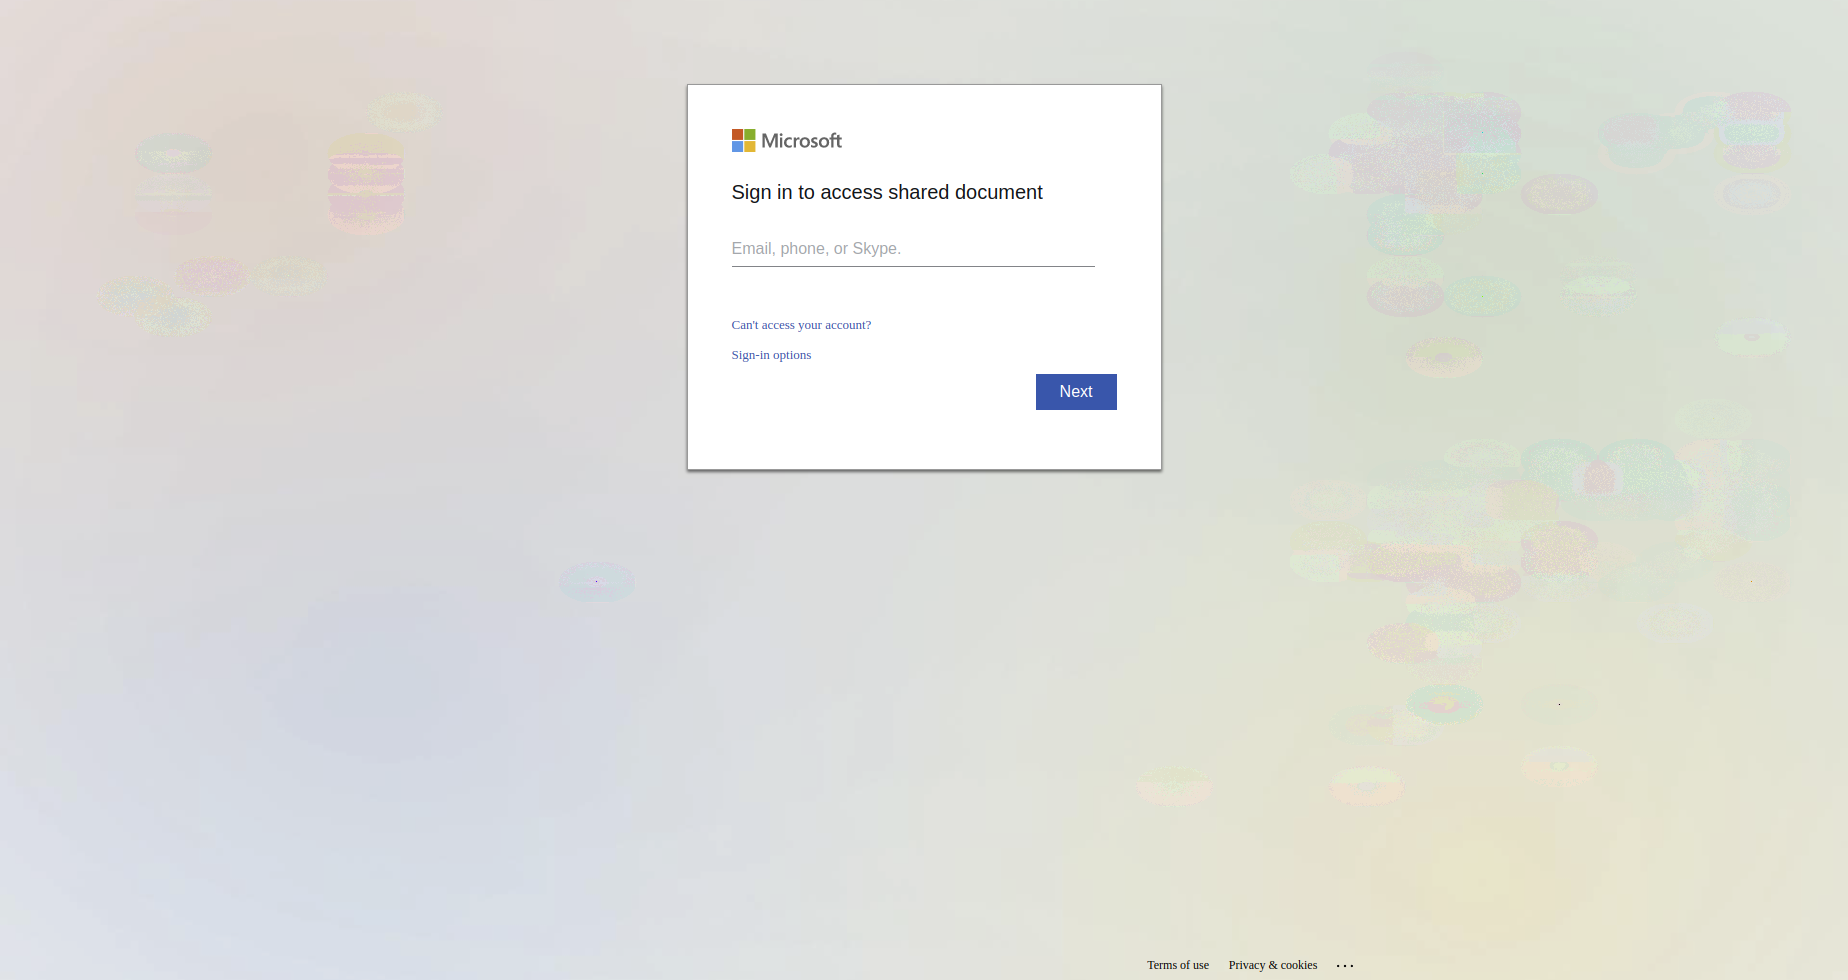 Microsoft
Sign in to access shared document
Email, phone, or Skype.
Can't access your account?
Sign-in options
Next
Terms of use Privacy & cookies ...